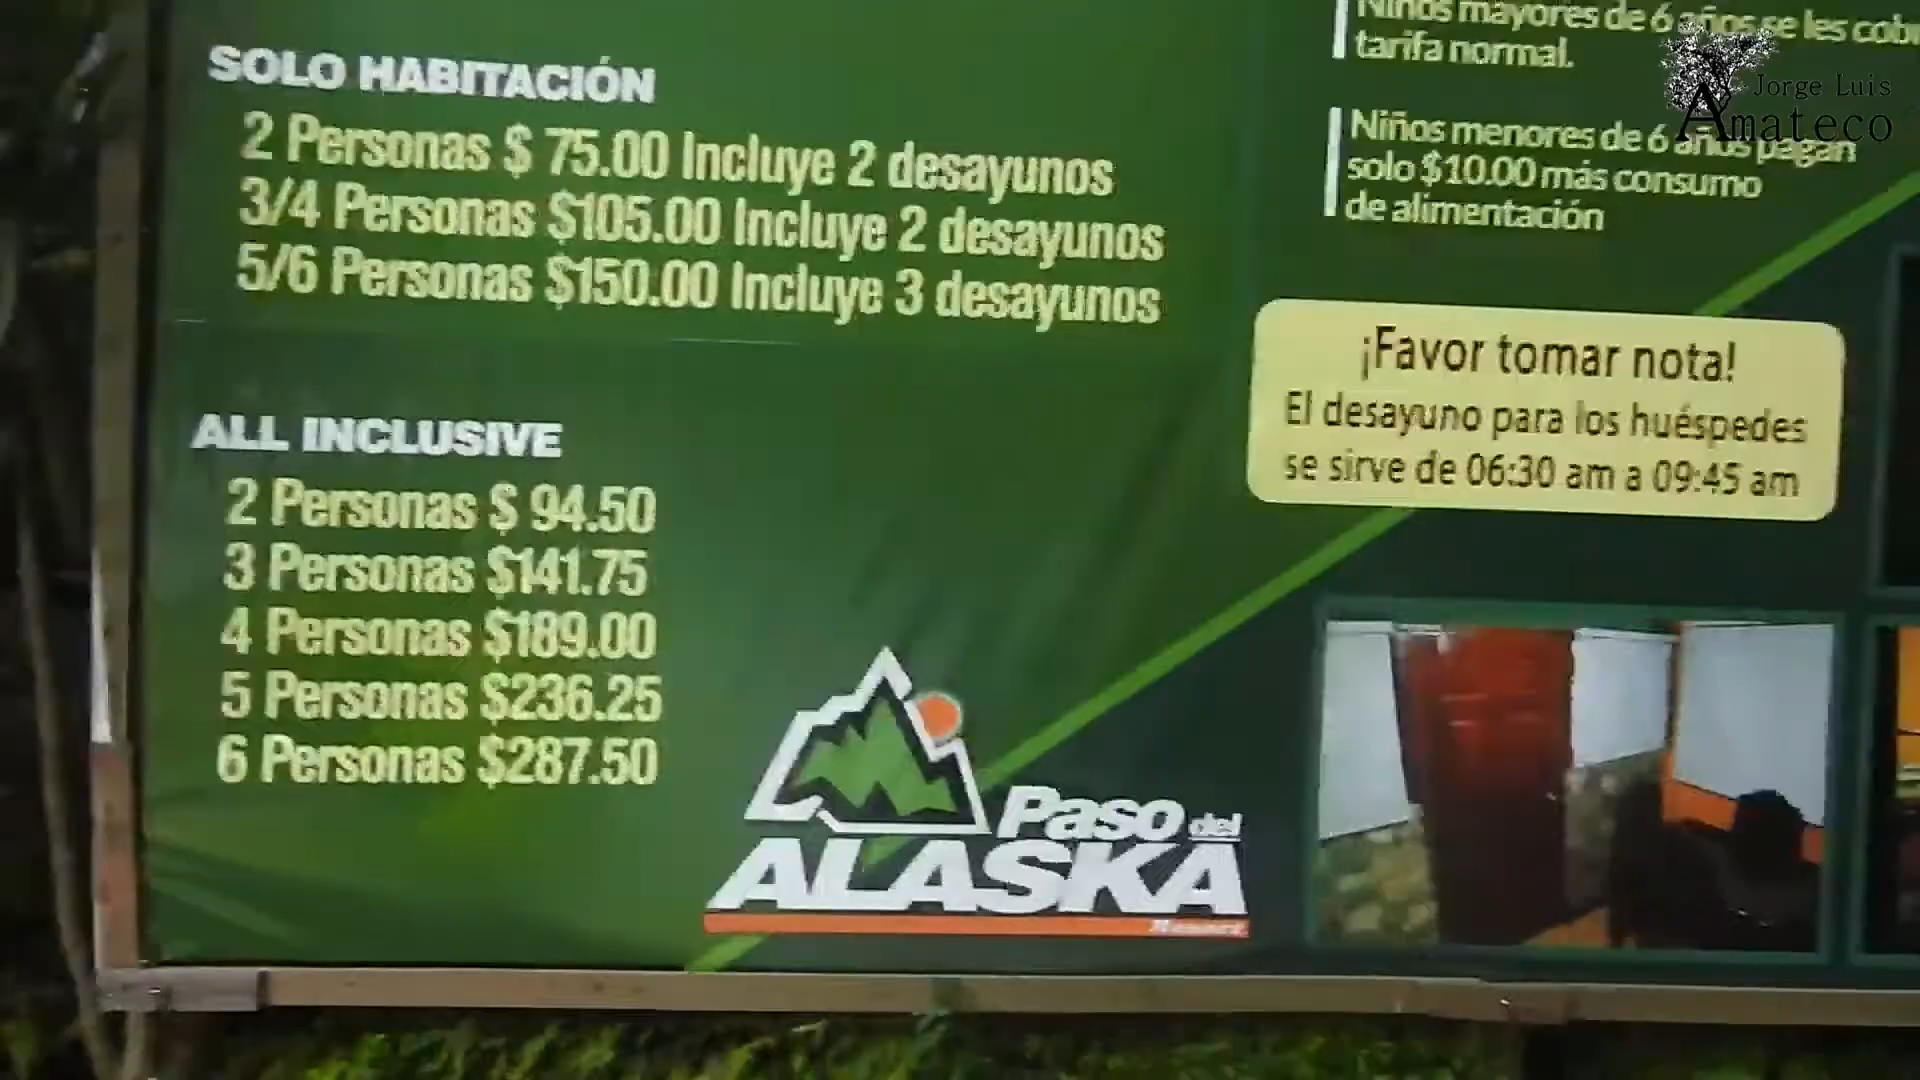 SOLO HABITACIÓN
2 Personas $ 75.00 Incluye 2 desayunos
3/4 Personas $105.00 Incluye 2 desayunos
5/6 Personas $150.00 Incluye 3 desayunos
ALL INCLUSIVE
2 Personas $ 94.50
3 Personas $141.75
4 Personas $189.00
5 Personas $236.25
6 Personas $287.50
Paso del
ALASKA
Resort
Niños mayores de 6 años se les
tarifa normal.
Niños menores de 6 años pagan
solo $10.00 más consumo
de alimentación
¡Favor tomar nota!
El desayuno para los huéspedes
se sirve de 06:30 am a 09:45 am
Jorge Luis
Amateco